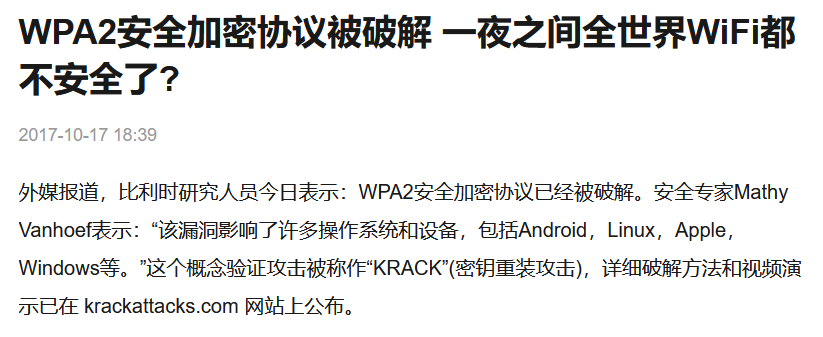 WPA2安全加密协议被破解 一夜之间全世界WiFi都
不安全了?
2017-10-17 18:39
外媒报道，比利时研究人员今日表示：WPA2安全加密协议已经被破解。安全专家Mathy
Vanhoef表示：“该漏洞影响了许多操作系统和设备，包括Android，Linux，Apple，
Windows等。”这个概念验证攻击被称作“KRACK”(密钥重装攻击)，详细破解方法和视频演
示已在 krackattacks.com 网站上公布。